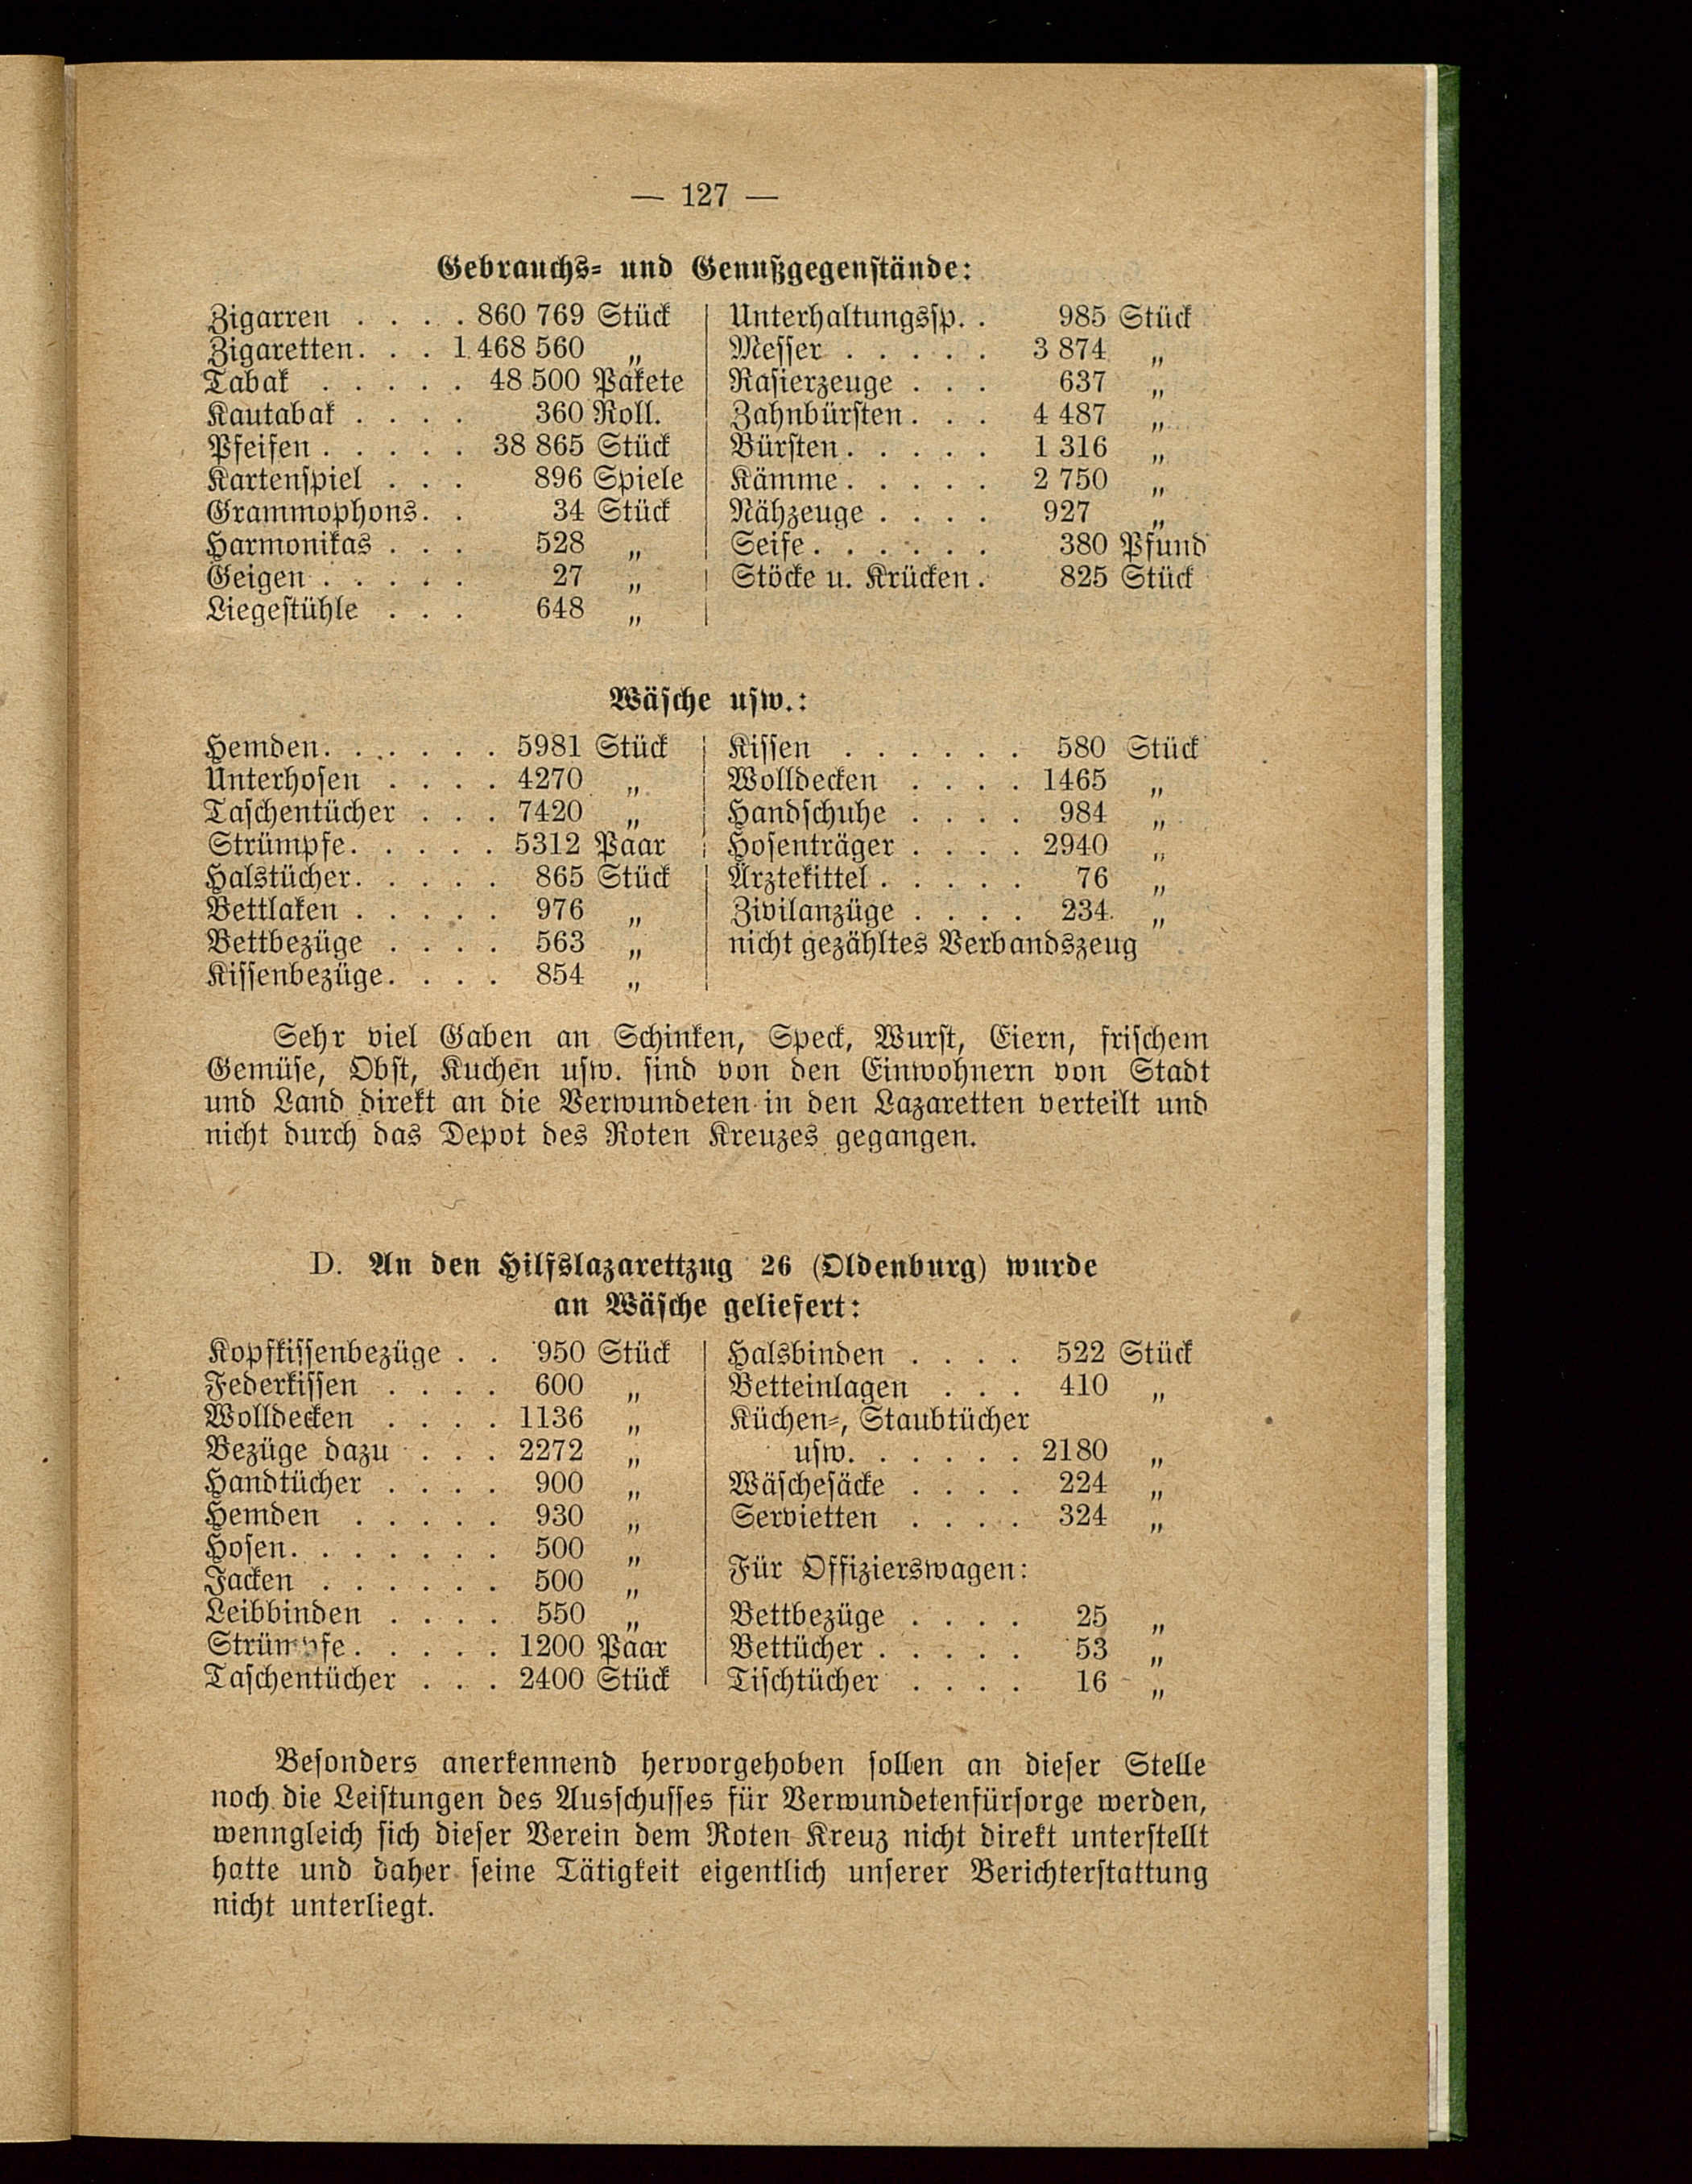 — 127 —
Gebrauchs- und Genußgegenstände:
Zigarren . . . . 860 769 Stück
Zigaretten. . . 1 468 560 „
Tabak . . . . . 48 500 Pakete
Kautabak . . . . 360 Roll.
Pfeifen . . . . . 38 865 Stück
Kartenspiel . . . 896 Spiele
Grammophons. . 34 Stück
Harmonikas . . . 528 „
Geigen . . . . . 27 „
Liegestühle . . . 648 „
Unterhaltungssp. . 985 Stück
Messer . . . . . 3 874 „
Rasierzeuge . . . 637 „
Zahnbürsten. . . 4 487 „
Bürsten. . . . . 1 316 „
Kämme. . . . . 2 750 „
Nähzeuge . . . . 927 „
Seife. . . . . . 380 Pfund
Stöcke u. Krücken . 825 Stück
Wäsche usw.:
Hemden. . . . . . 5981 Stück
Unterhosen . . . . 4270 „
Taschentücher . . . 7420 „
Strümpfe. . . . . 5312 Paar
Halstücher. . . . . 865 Stück
Bettlaken . . . . . 976 „
Bettbezüge . . . . 563 „
Kissenbezüge. . . . 854 „
Kissen . . . . . . 580 Stück
Wolldecken . . . . 1465 „
Handschuhe . . . . 984 „
Hosenträger . . . . 2940 „
Ärztekittel . . . . . 76 „
Zivilanzüge . . . . 234 „
nicht gezähltes Verbandszeug
Sehr viel Gaben an Schinken, Speck, Wurst, Eiern, frischem
Gemüse, Obst, Kuchen usw. sind von den Einwohnern von Stadt
und Land direkt an die Verwundeten in den Lazaretten verteilt und
nicht durch das Depot des Roten Kreuzes gegangen.
D. An den Hilfslazarettzug 26 (Oldenburg) wurde
an Wäsche geliefert:
Kopfkissenbezüge . . 950 Stück
Federkissen . . . . 600 „
Wolldecken . . . . 1136 „
Bezüge dazu . . . 2272 „
Handtücher . . . . 900 „
Hemden . . . . . 930 „
Hosen. . . . . . . 500 „
Jacken . . . . . . 500 „
Leibbinden . . . . 550 „
Strümpfe. . . . . 1200 Paar
Taschentücher . . . 2400 Stück
Halsbinden . . . . 522 Stück
Betteinlagen . . . 410 „
Küchen-, Staubtücher
usw. . . . . . 2180 „
Wäschesäcke . . . . 224 „
Servietten . . . . 324 „
Für Offizierswagen:
Bettbezüge . . . . 25 „
Bettücher . . . . . 53 „
Tischtücher . . . . 16 „
Besonders anerkennend hervorgehoben sollen an dieser Stelle
noch die Leistungen des Ausschusses für Verwundetenfürsorge werden,
wenngleich sich dieser Verein dem Roten Kreuz nicht direkt unterstellt
hatte und daher seine Tätigkeit eigentlich unserer Berichterstattung
nicht unterliegt.